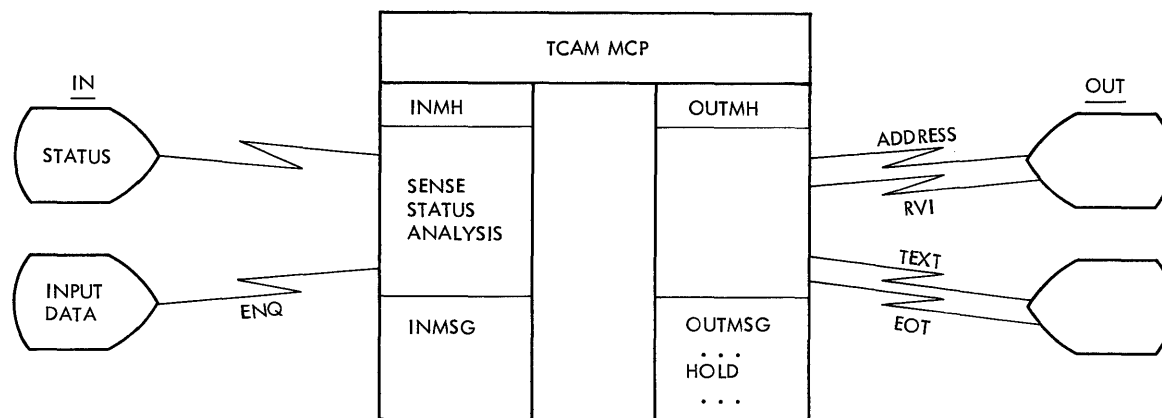 TCAM MCP
IN
OUT
INMH
OUTMH
STATUS
ADDRESS
SENSE
STATUS
ANALYSIS
RVI
INPUT
DATA
ENQ
TEXT
EOT
INMSG
OUTMSG
. . .
HOLD
. . .